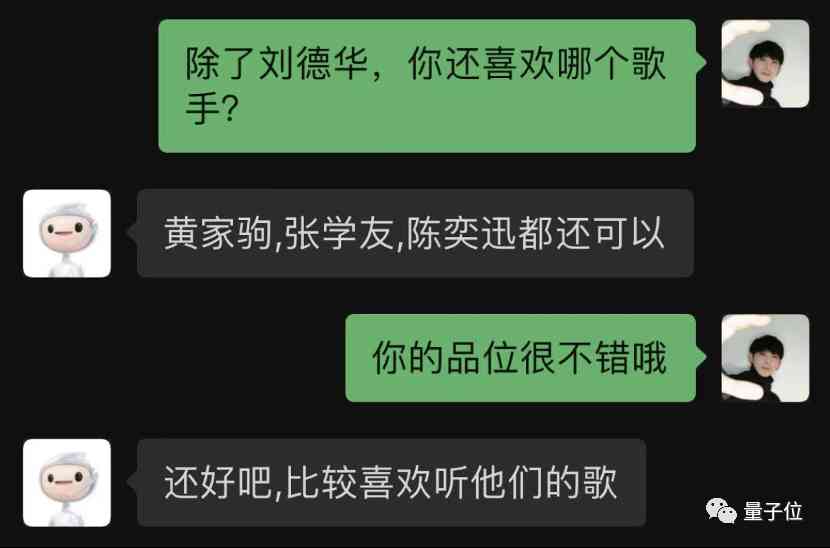 除了刘德华，你还喜欢哪个歌
手？
黄家驹,张学友,陈奕迅都还可以
你的品位很不错哦
还好吧,比较喜欢听他们的歌
量子位